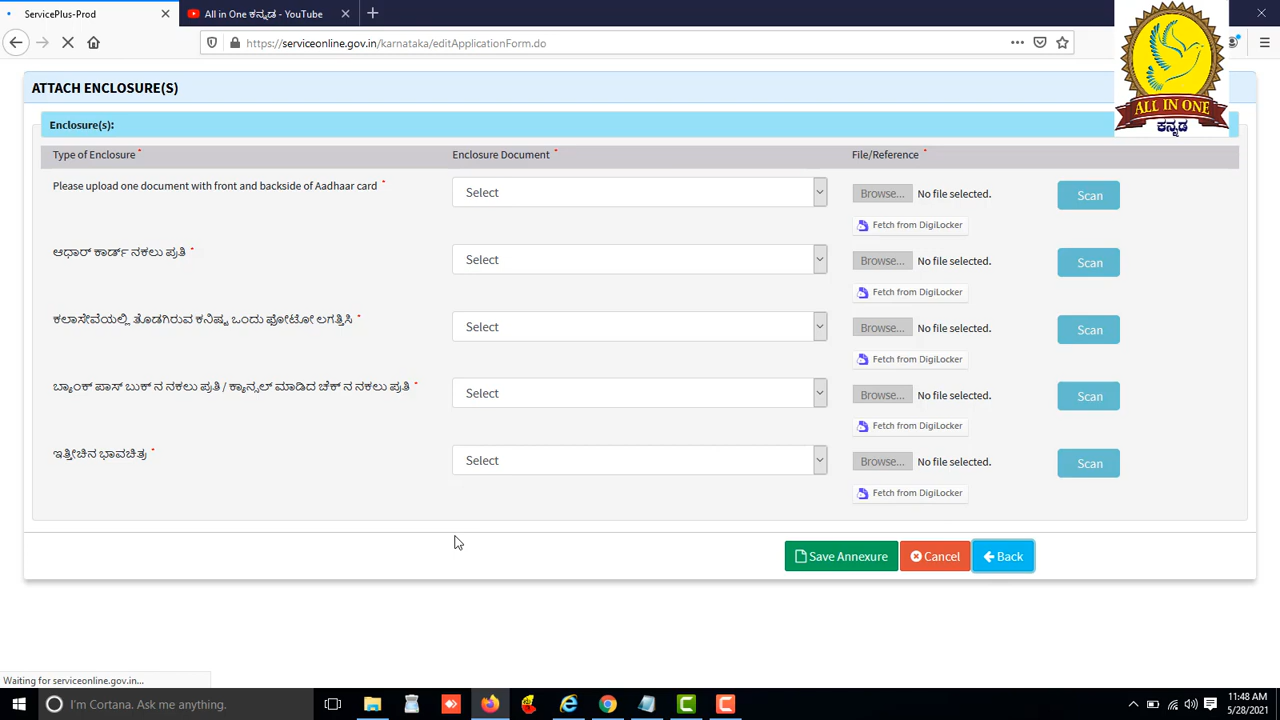 ServicePlus-Prod
All in One ಕನ್ನಡ - YouTube
https://serviceonline.gov.in/karnataka/editApplicationForm.do
ALL IN ONE
ಕನ್ನಡ
ATTACH ENCLOSURE(S)
Enclosure(s):
Type of Enclosure * Enclosure Document * File/Reference *
Please upload one document with front and backside of Aadhaar card * Select Browse... No file selected. Scan
Fetch from DigiLocker
ಆಧಾರ್ ಕಾರ್ಡ್ ನಕಲು ಪ್ರತಿ * Select Browse... No file selected. Scan
Fetch from DigiLocker
ಕಲಾಸೇವೆಯಲ್ಲಿ ತೊಡಗಿರುವ ಕನಿಷ್ಟ ಒಂದು ಫೋಟೋ ಲಗತ್ತಿಸಿ * Select Browse... No file selected. Scan
Fetch from DigiLocker
ಬ್ಯಾಂಕ್ ಪಾಸ್ ಬುಕ್ ನ ನಕಲು ಪ್ರತಿ / ಕ್ಯಾನ್ಸಲ್ ಮಾಡಿದ ಚೆಕ್ ನ ನಕಲು ಪ್ರತಿ * Select Browse... No file selected. Scan
Fetch from DigiLocker
ಇತ್ತೀಚಿನ ಭಾವಚಿತ್ರ * Select Browse... No file selected. Scan
Fetch from DigiLocker
Save Annexure Cancel Back
Waiting for serviceonline.gov.in...
I'm Cortana. Ask me anything.
11:48 AM
5/28/2021